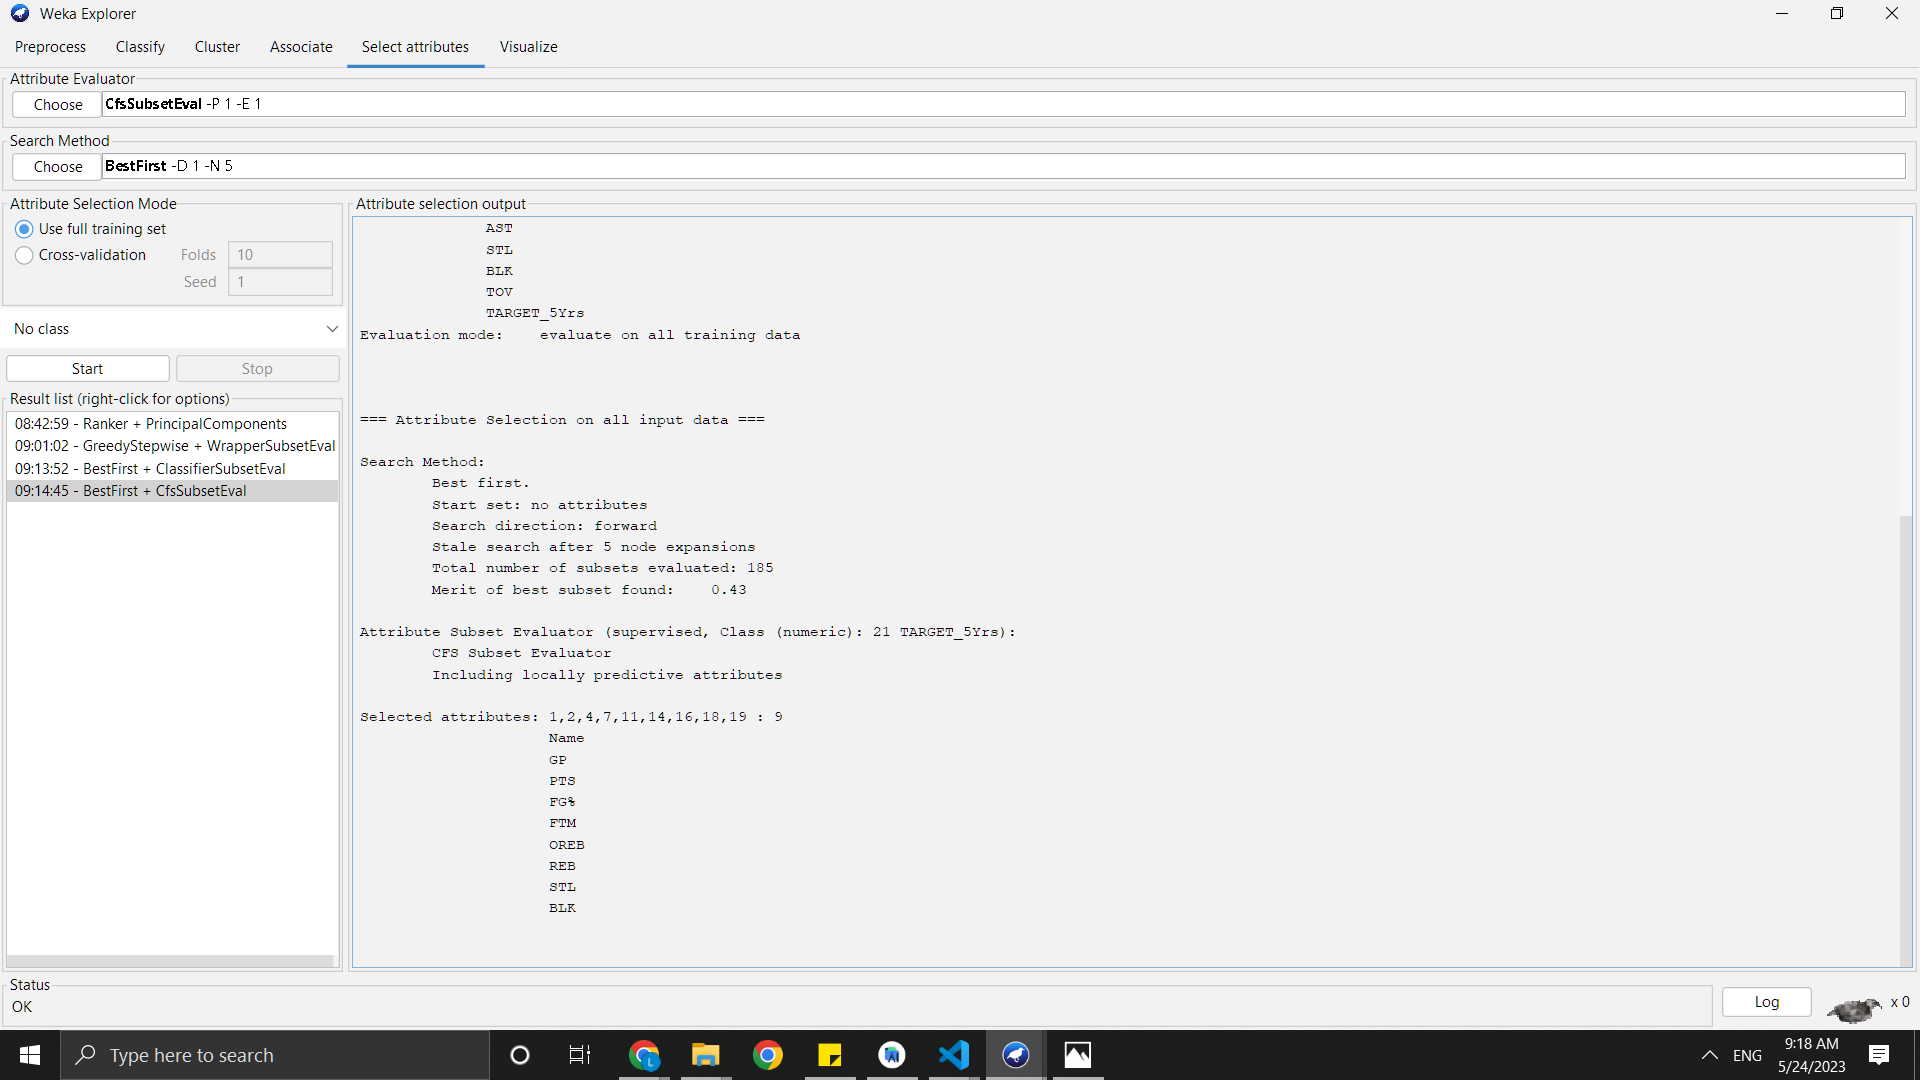 Weka Explorer
Preprocess Classify Cluster Associate Select attributes Visualize
Attribute Evaluator
Choose CfsSubsetEval -P 1 -E 1
Search Method
Choose BestFirst -D 1 -N 5
Attribute Selection Mode
Use full training set
Cross-validation Folds 10
Seed 1
No class
Start Stop
Result list (right-click for options)
08:42:59 - Ranker + PrincipalComponents
09:01:02 - GreedyStepwise + WrapperSubsetEval
09:13:52 - BestFirst + ClassifierSubsetEval
09:14:45 - BestFirst + CfsSubsetEval
Attribute selection output
AST
STL
BLK
TOV
TARGET_5Yrs
Evaluation mode: evaluate on all training data
=== Attribute Selection on all input data ===
Search Method:
Best first.
Start set: no attributes
Search direction: forward
Stale search after 5 node expansions
Total number of subsets evaluated: 185
Merit of best subset found: 0.43
Attribute Subset Evaluator (supervised, Class (numeric): 21 TARGET_5Yrs):
CFS Subset Evaluator
Including locally predictive attributes
Selected attributes: 1,2,4,7,11,14,16,18,19 : 9
Name
GP
PTS
FG%
FTM
OREB
REB
STL
BLK
Status
OK
Log x 0
Type here to search
L
ENG
9:18 AM
5/24/2023